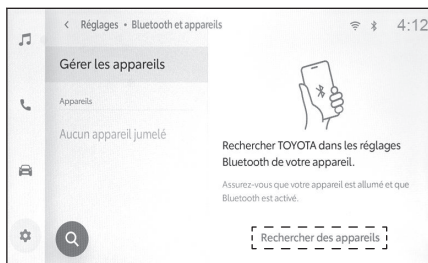 < Réglages • Bluetooth et appareils
4:12
Gérer les appareils
Appareils
Aucun appareil jumelé
Rechercher TOYOTA dans les réglages
Bluetooth de votre appareil.
Assurez-vous que votre appareil est allumé et que
Bluetooth est activé.
Rechercher des appareils